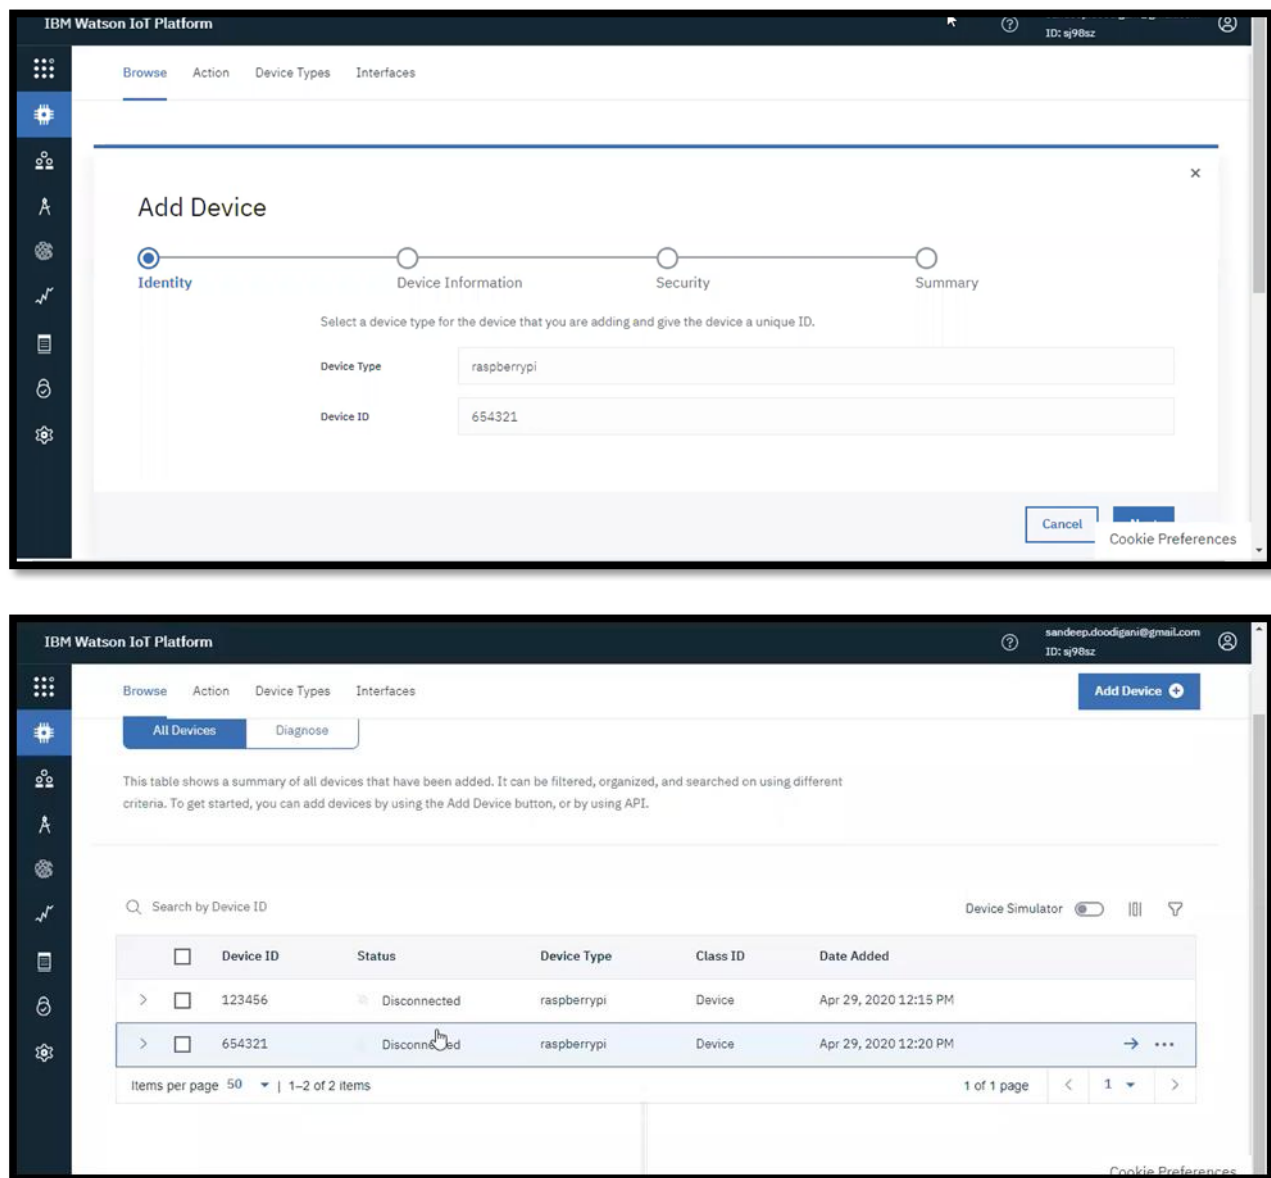 IBM Watson IoT Platform
ID: sj98sz
Browse Action Device Types Interfaces
Add Device
Identity Device Information Security Summary
Select a device type for the device that you are adding and give the device a unique ID.
Device Type raspberrypi
Device ID 654321
Cancel
Cookie Preferences
IBM Watson IoT Platform
sandeep.doodigani@gmail.com
ID: sj98sz
Browse Action Device Types Interfaces Add Device
All Devices Diagnose
This table shows a summary of all devices that have been added. It can be filtered, organized, and searched on using different
criteria. To get started, you can add devices by using the Add Device button, or by using API.
Search by Device ID Device Simulator
Device ID Status Device Type Class ID Date Added
123456 Disconnected raspberrypi Device Apr 29, 2020 12:15 PM
654321 Disconnected raspberrypi Device Apr 29, 2020 12:20 PM
Items per page 50 | 1–2 of 2 items 1 of 1 page 1
Cookie Preferences